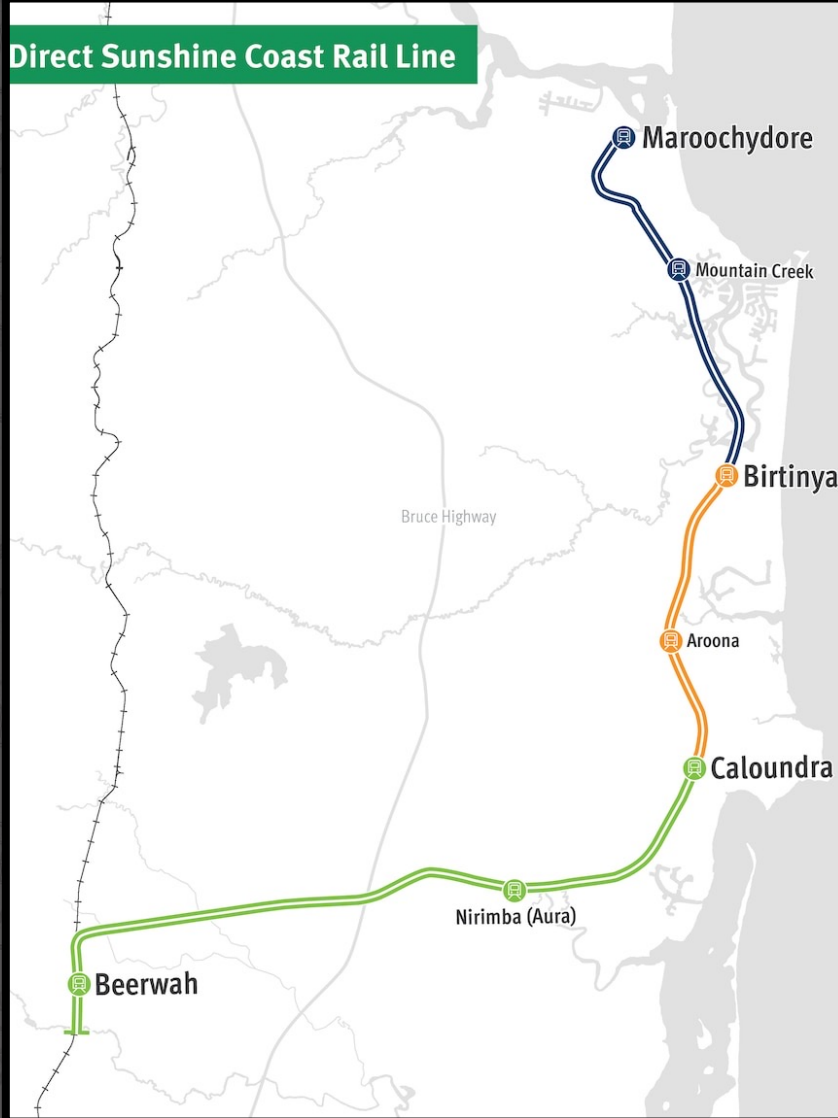 Direct Sunshine Coast Rail Line
Maroochydore
Mountain Creek
Birtinya
Bruce Highway
Aroona
Caloundra
Nirimba (Aura)
Beerwah